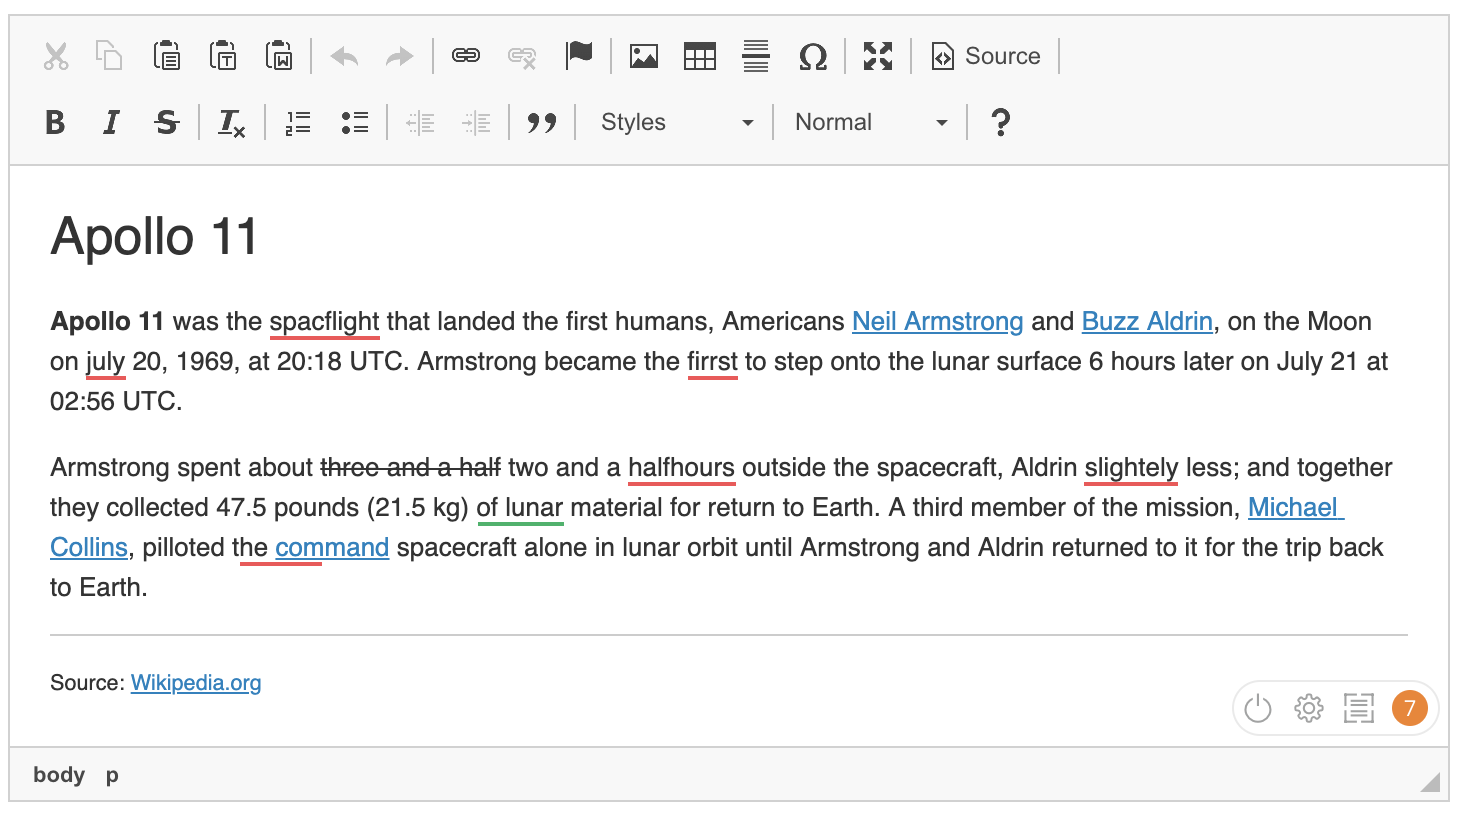 Source
B I S Tx Styles Normal ?
Apollo 11
Apollo 11 was the spacflight that landed the first humans, Americans Neil Armstrong and Buzz Aldrin, on the Moon
on july 20, 1969, at 20:18 UTC. Armstrong became the firrst to step onto the lunar surface 6 hours later on July 21 at
02:56 UTC.
Armstrong spent about three and a half two and a halfhours outside the spacecraft, Aldrin slightely less; and together
they collected 47.5 pounds (21.5 kg) of lunar material for return to Earth. A third member of the mission, Michael
Collins, pilloted the command spacecraft alone in lunar orbit until Armstrong and Aldrin returned to it for the trip back
to Earth.
Source: Wikipedia.org
7
body p